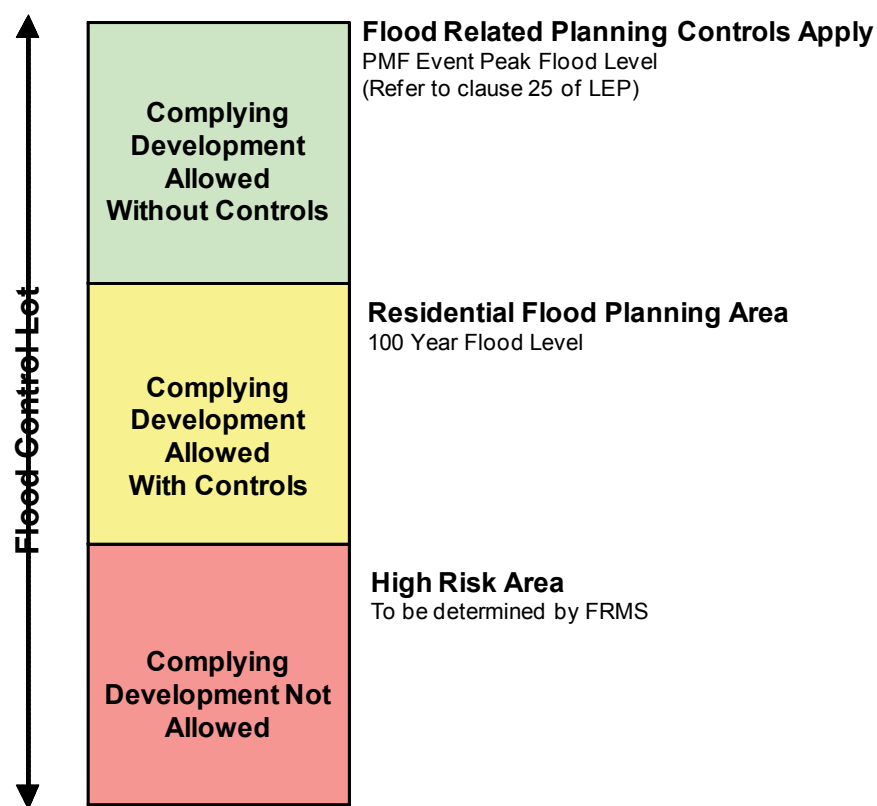 Flood Related Planning Controls Apply
PMF Event Peak Flood Level
(Refer to clause 25 of LEP)
Complying
Development
Allowed
Without Controls
Residential Flood Planning Area
100 Year Flood Level
Complying
Development
Allowed
With Controls
High Risk Area
To be determined by FRMS
Complying
Development Not
Allowed
Flood Control Lot